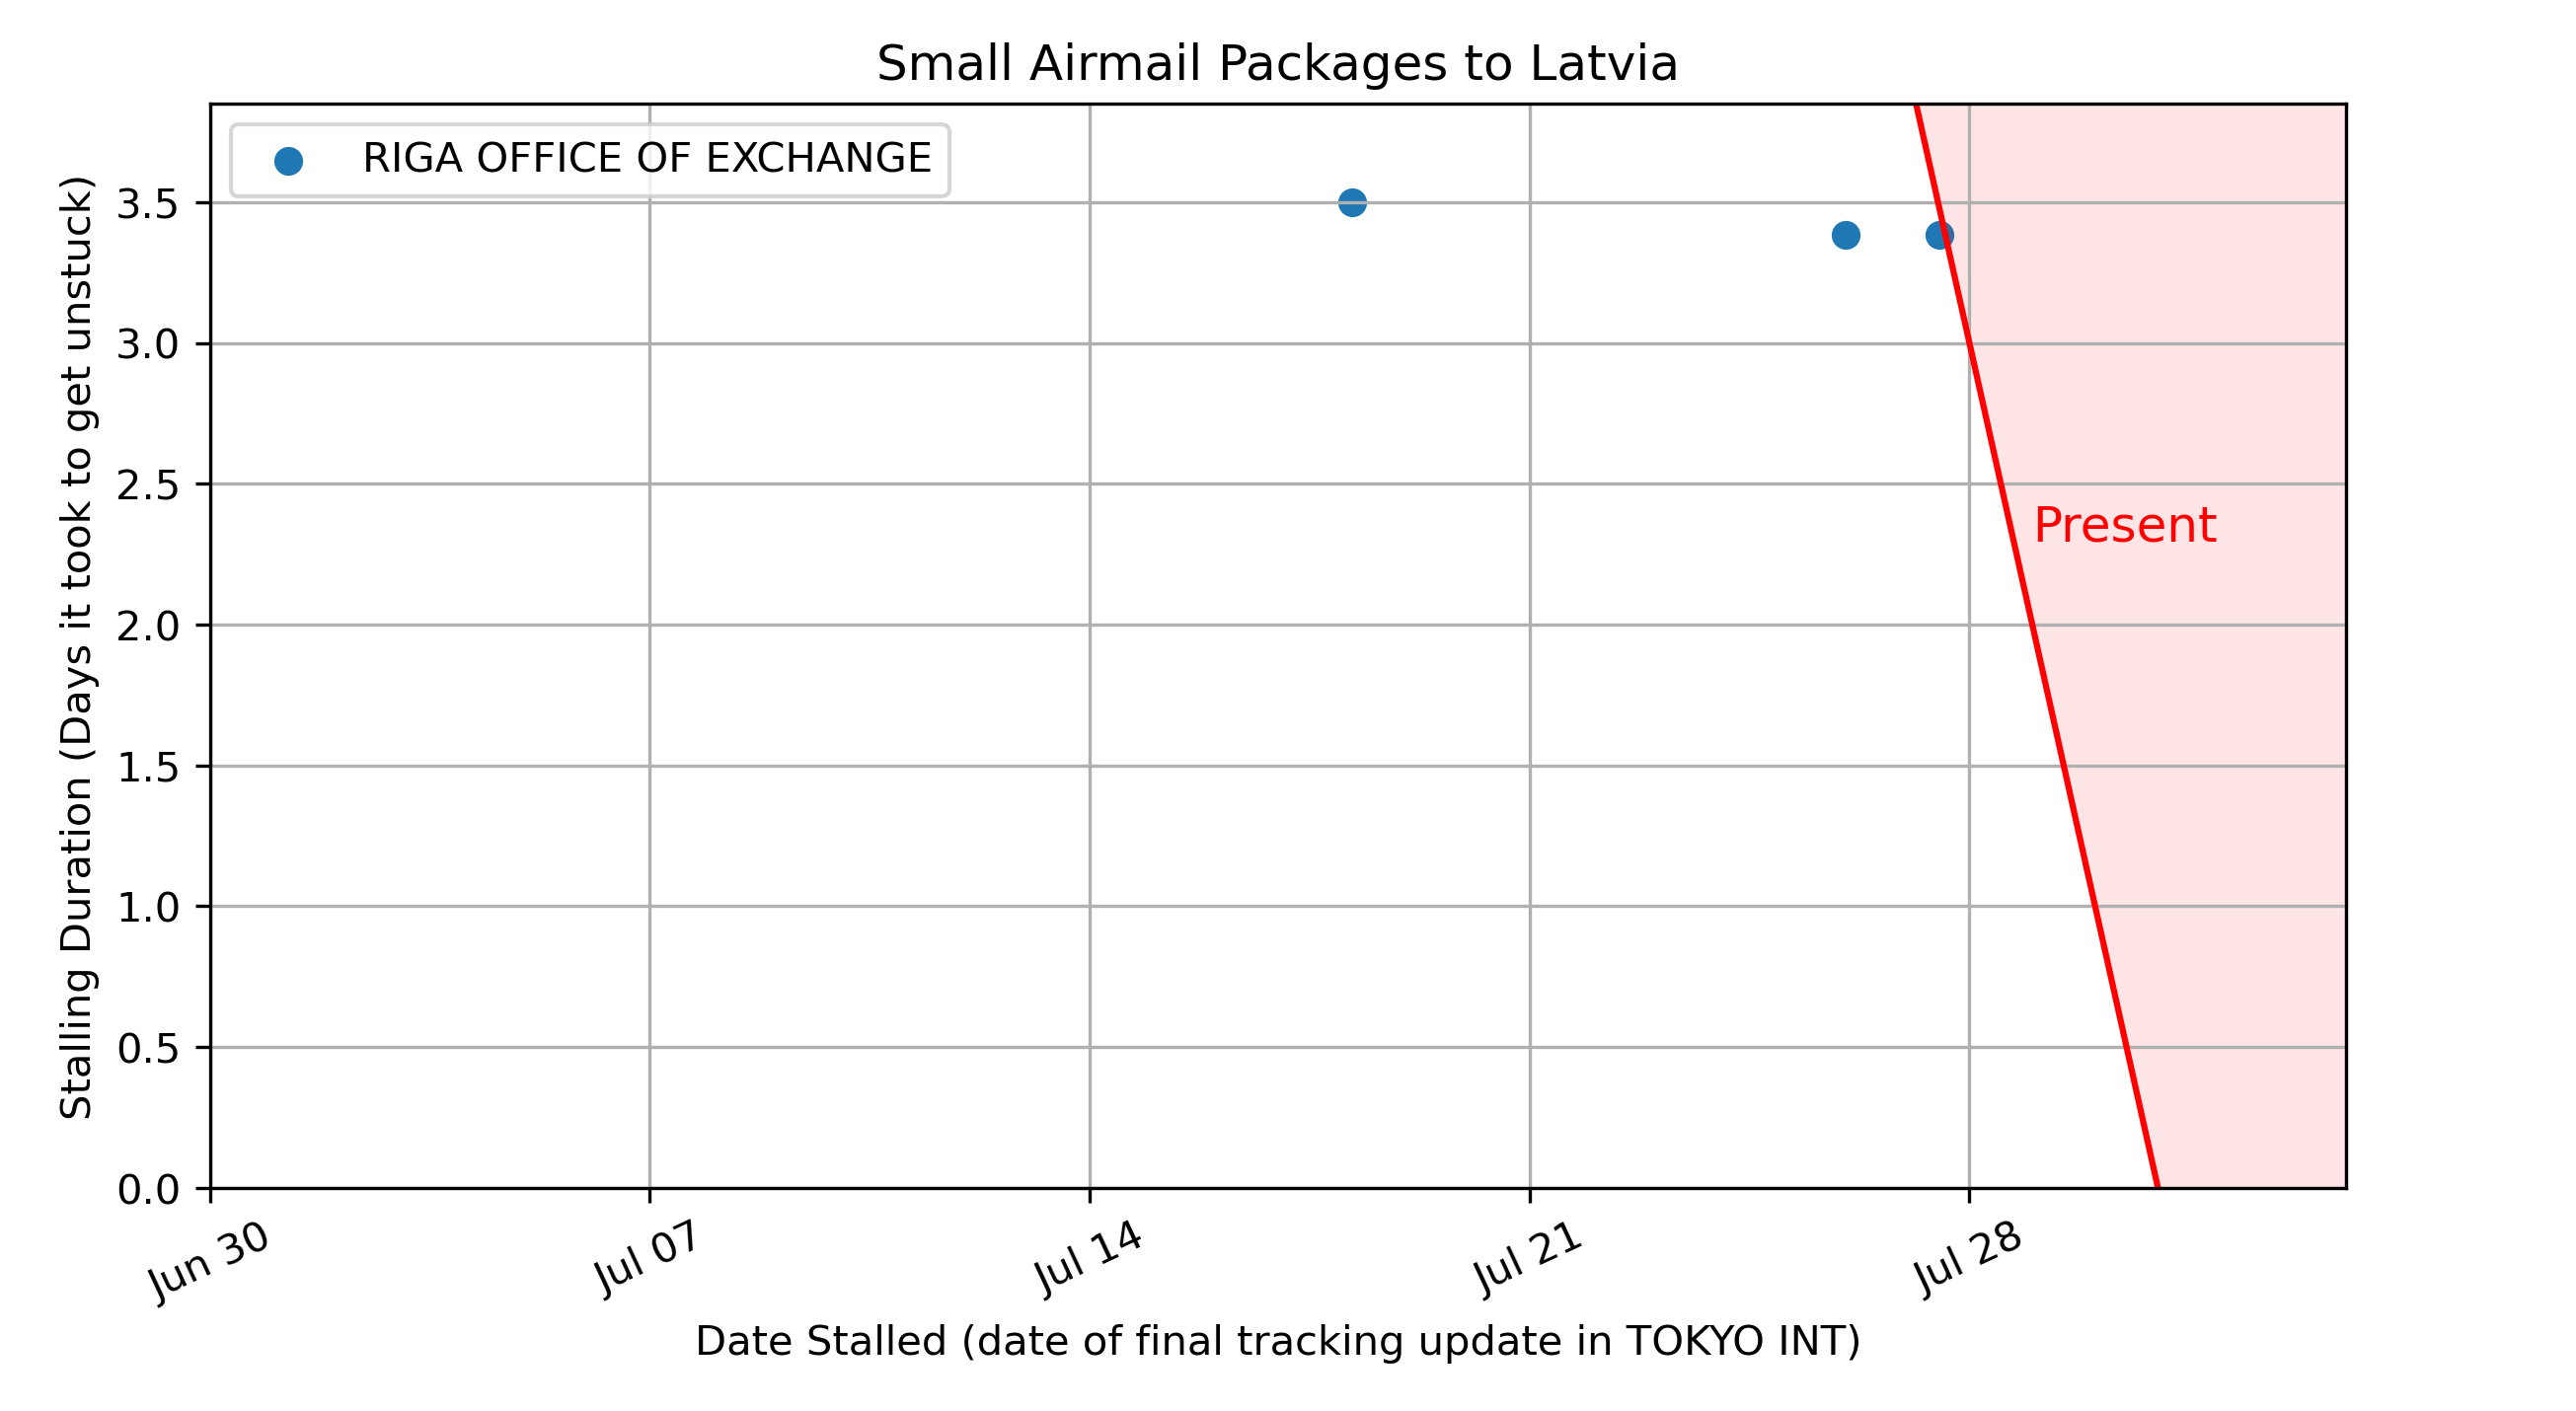 Small Airmail Packages to Latvia
RIGA OFFICE OF EXCHANGE
Stalling Duration (Days it took to get unstuck)
3.5
3.0
2.5
2.0
1.5
1.0
0.5
0.0
Present
Jun 30
Jul 07
Jul 14
Jul 21
Jul 28
Date Stalled (date of final tracking update in TOKYO INT)